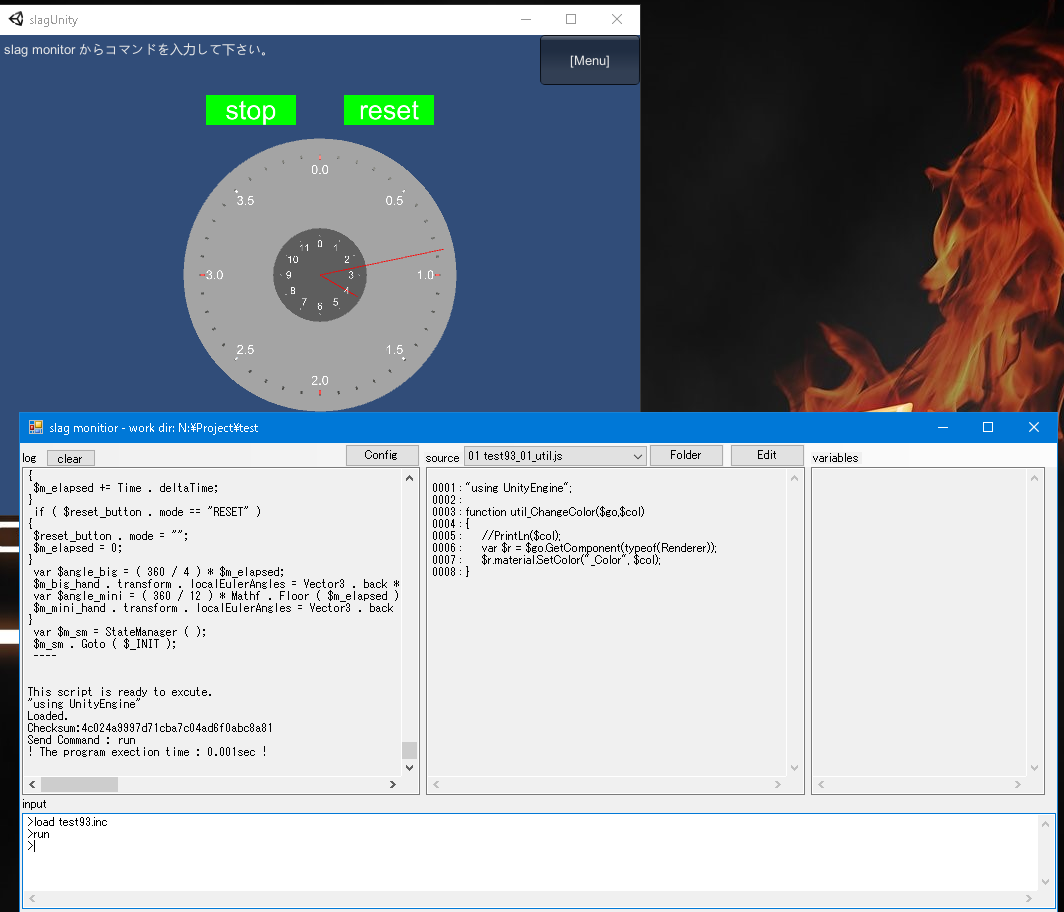 slagUnity
slag monitor からコマンドを入力して下さい。
[Menu]
stop
reset
0.0
0.5
1.0
1.5
2.0
2.5
3.0
3.5
0
1
2
3
4
5
6
7
8
9
10
11
slag monitior - work dir: N:¥Project¥test
log
clear
Config
{
$m_elapsed += Time . deltaTime;
}
if ( $reset_button . mode == "RESET" )
{
$reset_button . mode = "";
$m_elapsed = 0;
}
var $angle_big = ( 360 / 4 ) * $m_elapsed;
$m_big_hand . transform . localEulerAngles = Vector3 . back *
var $angle_mini = ( 360 / 12 ) * Mathf . Floor ( $m_elapsed )
$m_mini_hand . transform . localEulerAngles = Vector3 . back
}
var $m_sm = StateManager ( );
$m_sm . Goto ( $_INIT );
----
This script is ready to excute.
"using UnityEngine"
Loaded.
Checksum:4c024a9997d71cba7c04ad6f0abc8a81
Send Command : run
! The program exection time : 0.001sec !
source
01 test93_01_util.js
Folder
Edit
0001:"using UnityEngine";
0002:
0003:function util_ChangeColor($go,$col)
0004:{
0005: //PrintLn($col);
0006: var $r = $go.GetComponent(typeof(Renderer));
0007: $r.material.SetColor("_Color", $col);
0008:}
variables
input
>load test93.inc
>run
>